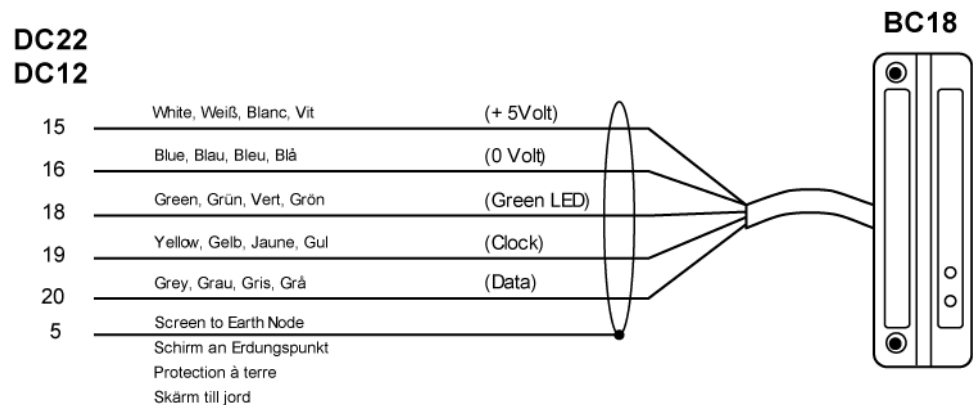 BC18
DC22
DC12
15 White, Weiß, Blanc, Vit (+ 5Volt)
16 Blue, Blau, Bleu, Blå (0 Volt)
18 Green, Grün, Vert, Grön (Green LED)
19 Yellow, Gelb, Jaune, Gul (Clock)
20 Grey, Grau, Gris, Grå (Data)
5 Screen to Earth Node
Schirm an Erdungspunkt
Protection à terre
Skärm till jord